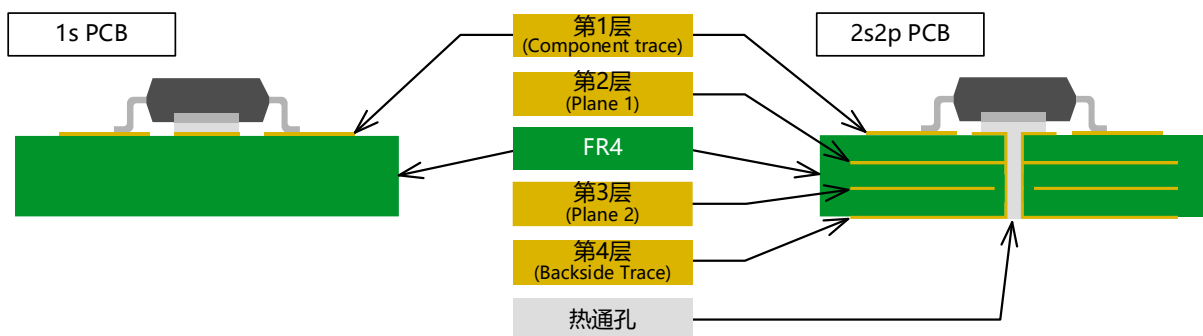 1s PCB
第1层
(Component trace)
2s2p PCB
第2层
(Plane 1)
FR4
第3层
(Plane 2)
第4层
(Backside Trace)
热通孔